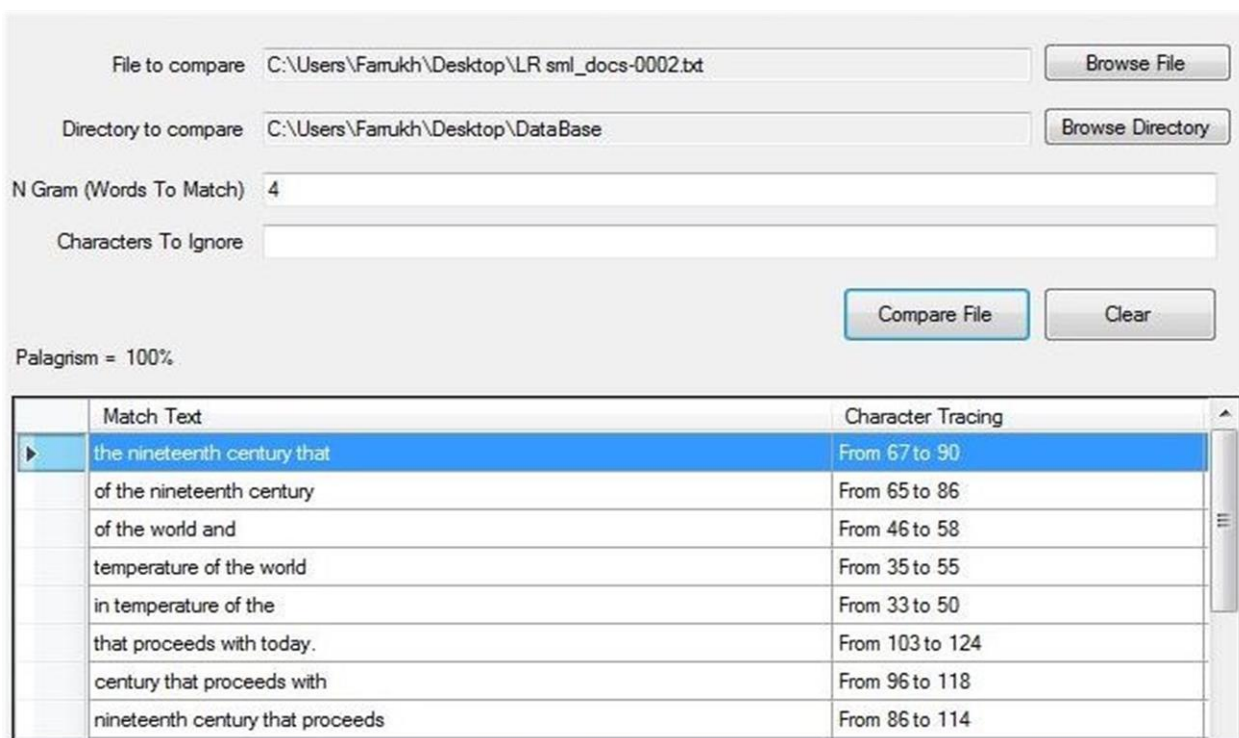 File to compare C:\Users\Farrukh\Desktop\LR sml_docs-0002.txt Browse File
Directory to compare C:\Users\Farrukh\Desktop\DataBase Browse Directory
N Gram (Words To Match) 4
Characters To Ignore
Compare File Clear
Palagrism = 100%
Match Text Character Tracing
the nineteenth century that From 67 to 90
of the nineteenth century From 65 to 86
of the world and From 46 to 58
temperature of the world From 35 to 55
in temperature of the From 33 to 50
that proceeds with today. From 103 to 124
century that proceeds with From 96 to 118
nineteenth century that proceeds From 86 to 114